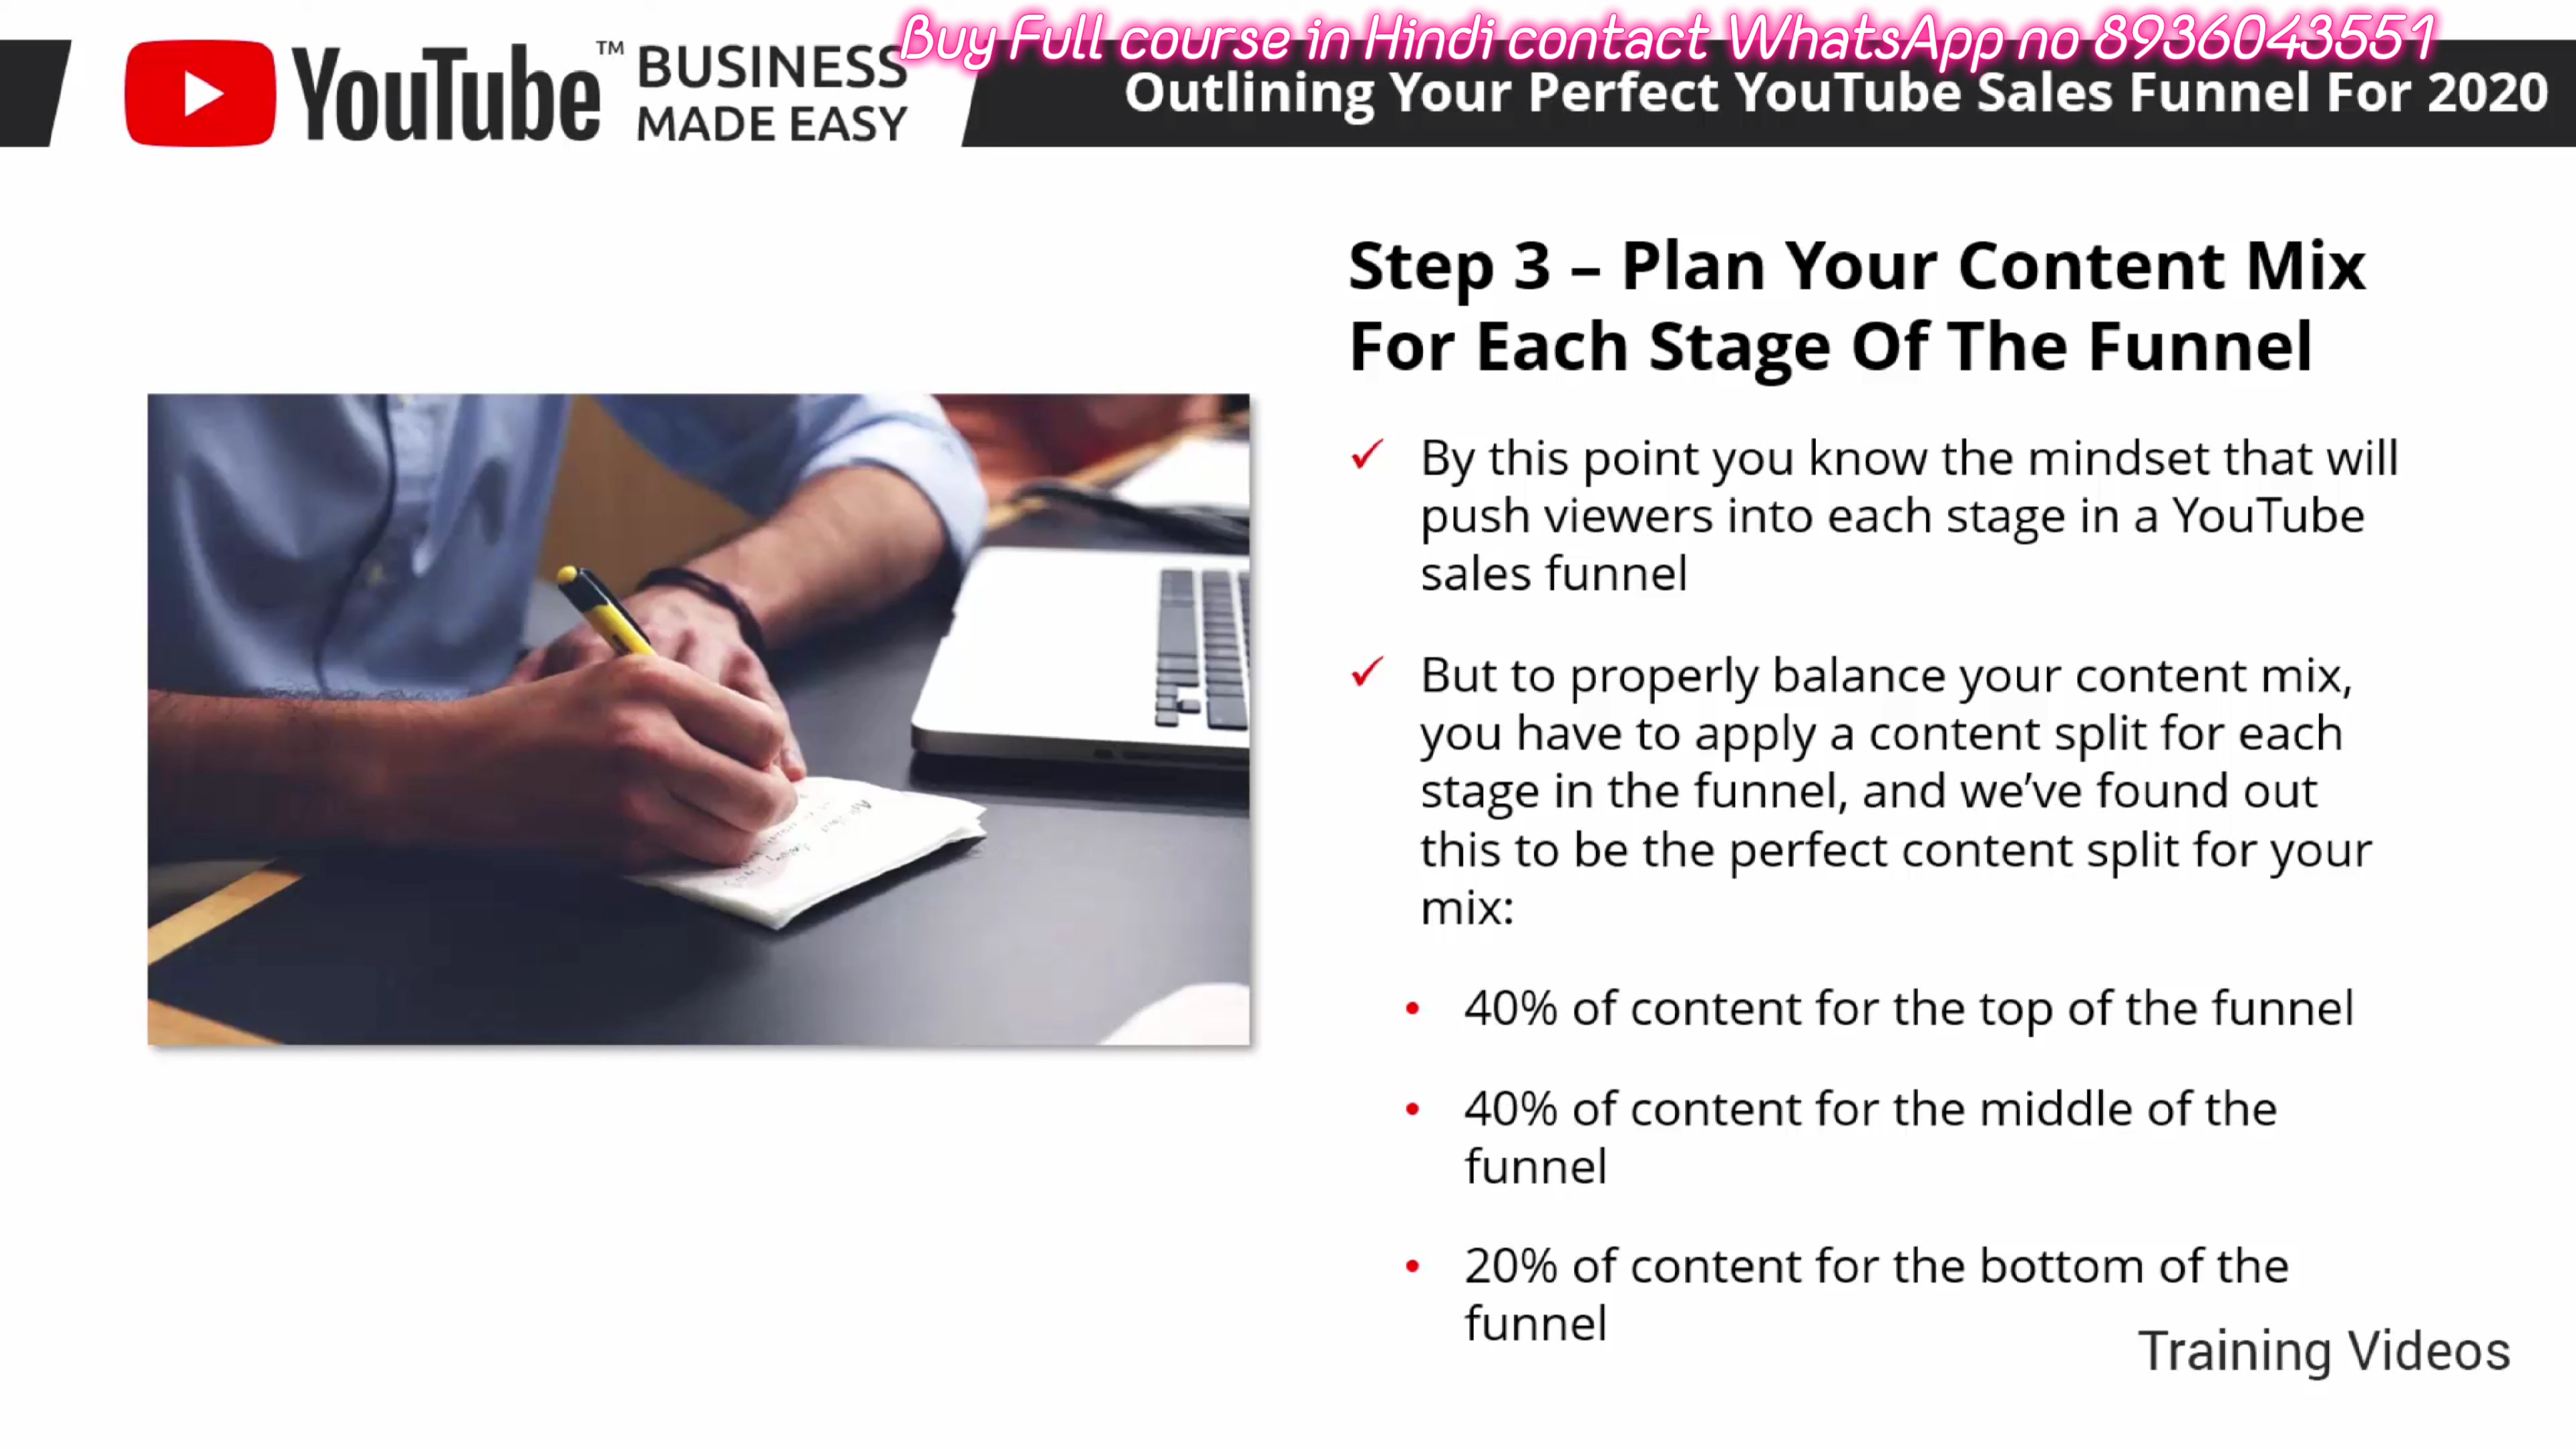 Buy Full course in Hindi contact WhatsApp no 8936043551
YouTube™ BUSINESS
MADE EASY
Outlining Your Perfect YouTube Sales Funnel For 2020
Step 3 – Plan Your Content Mix
For Each Stage Of The Funnel
✓ By this point you know the mindset that will
push viewers into each stage in a YouTube
sales funnel
✓ But to properly balance your content mix,
you have to apply a content split for each
stage in the funnel, and we’ve found out
this to be the perfect content split for your
mix:
• 40% of content for the top of the funnel
• 40% of content for the middle of the
funnel
• 20% of content for the bottom of the
funnel
Training Videos